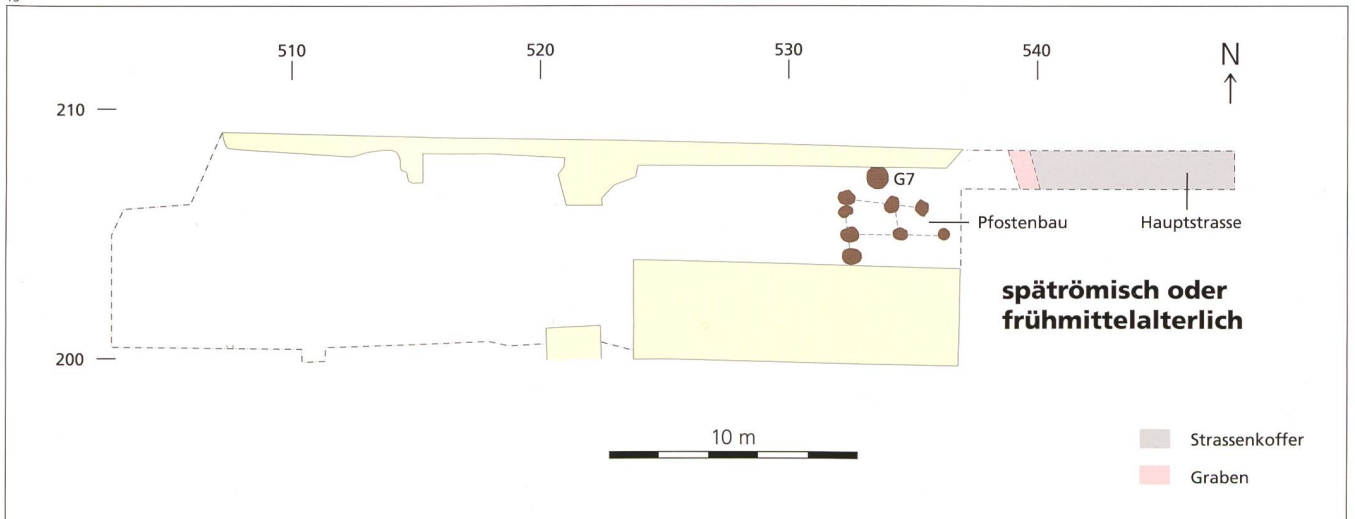 510 520 530 540 N
210
G7
Pfostenbau Hauptstrasse
spätrömisch oder
frühmittelalterlich
200
10 m
Strassenkoffer
Graben